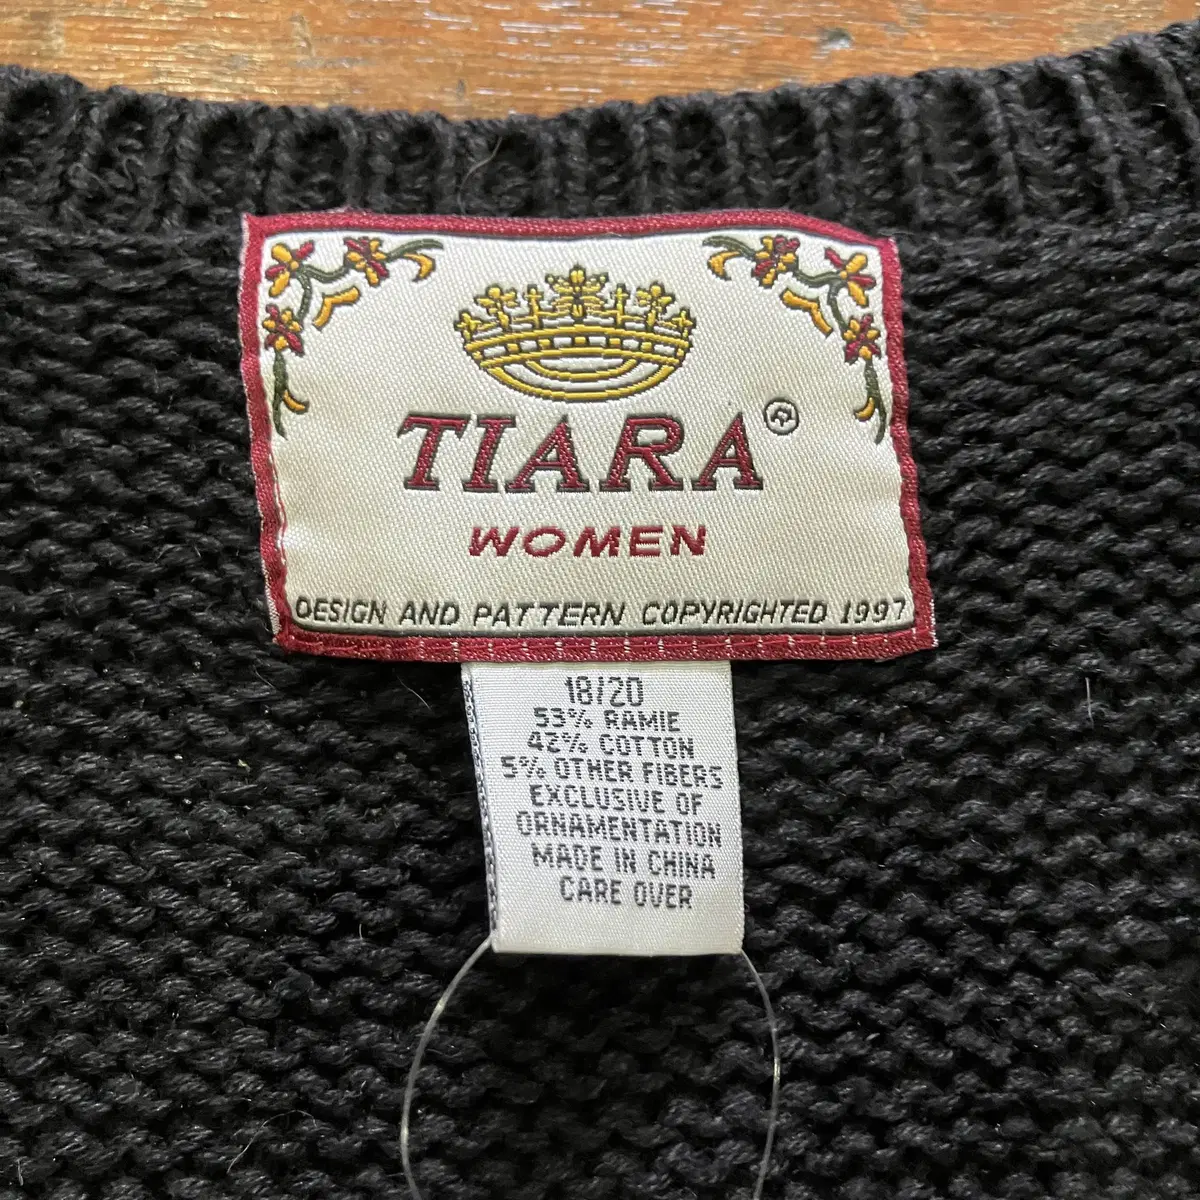 TIARA®
WOMEN
DESIGN AND PATTERN COPYRIGHTED 1997
18/20
53% RAMIE
42% COTTON
5% OTHER FIBERS
EXCLUSIVE OF
ORNAMENTATION
MADE IN CHINA
CARE OVER